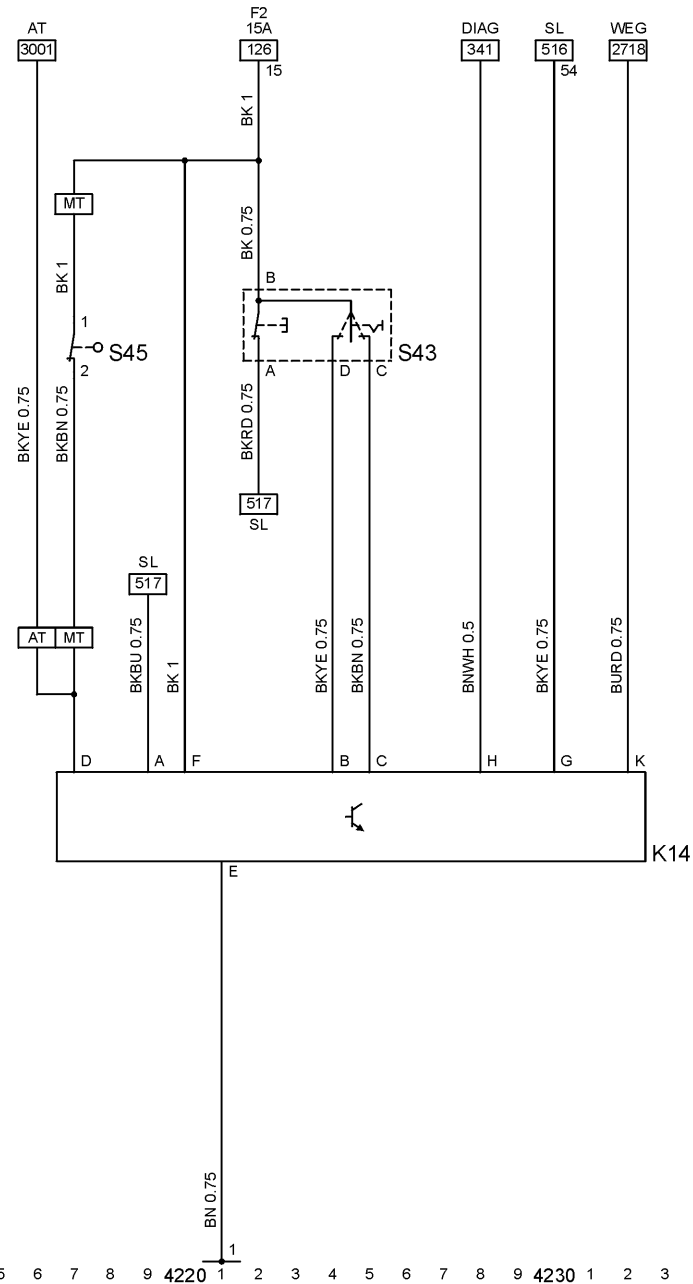 AT
3001
F2
15A
126
15
DIAG
341
SL
516
54
WEG
2718
BK 1
MT
BK 1
BK 0.75
B
1
S45
2
A
D
C
S43
BKYE 0.75
BKBN 0.75
BKRD 0.75
517
SL
SL
517
AT
MT
BKBU 0.75
BK 1
BKYE 0.75
BKBN 0.75
BNWH 0.5
BKYE 0.75
BURD 0.75
D
A
F
B
C
H
G
K
K14
E
BN 0.75
1
5 6 7 8 9 4220 1 2 3 4 5 6 7 8 9 4230 1 2 3